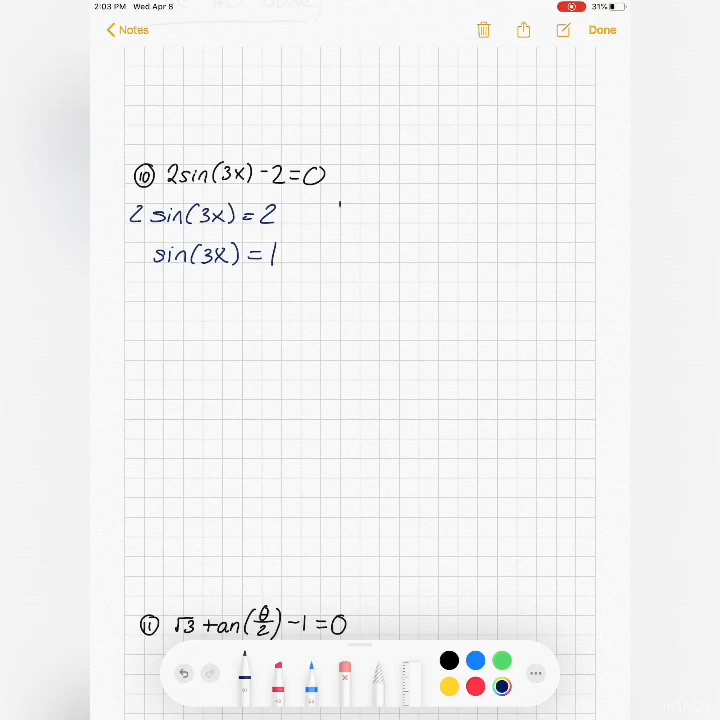 2:03 PM Wed Apr 8
31%
Notes
Done
⑩ 2sin(3x) - 2 = 0
2 sin(3x) = 2
sin(3x) = 1
⑪ √3 tan(θ/2) - 1 = 0